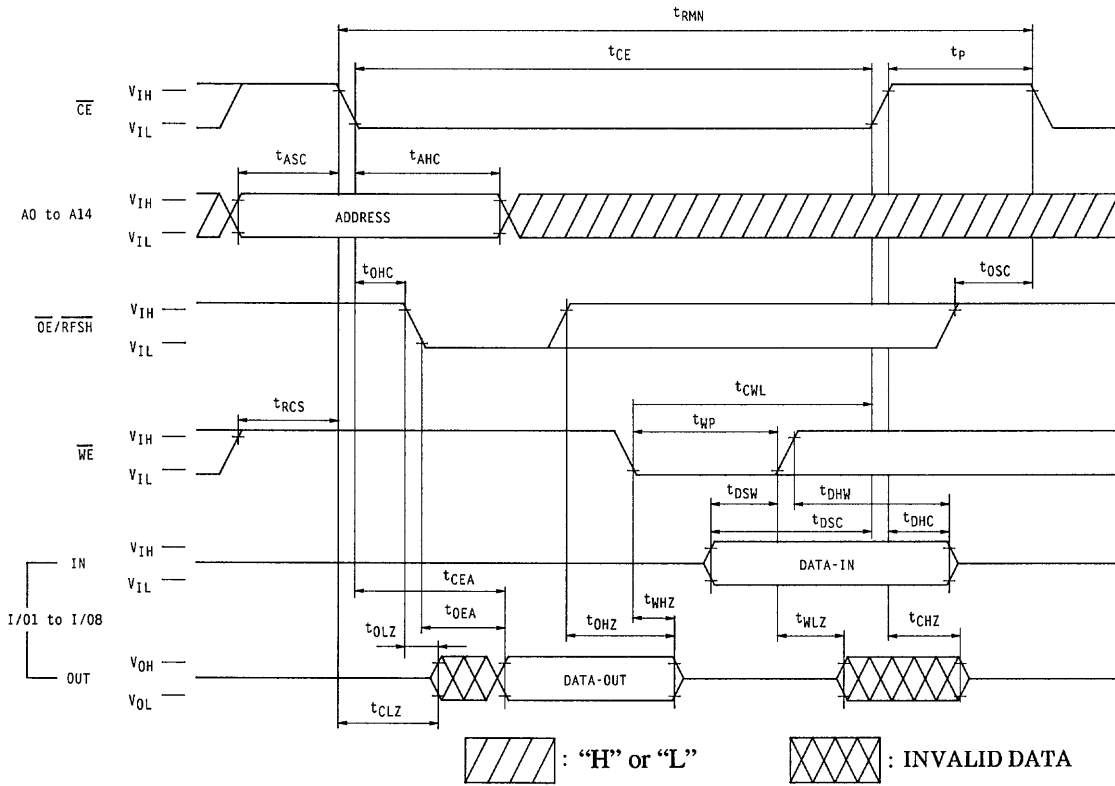 tRMN
tCE
tP
CE
VIH
VIL
tASC
tAHC
A0 to A14
VIH
VIL
ADDRESS
tOHC
tOSC
OE/RFSH
VIH
VIL
tCWL
tRCS
tWP
WE
VIH
VIL
tDSW
tDHW
tDSC
tDHC
VIH
IN
VIL
DATA-IN
I/O1 to I/O8
tCEA
tWHZ
tOEA
tOHZ
tWLZ
tCHZ
tOLZ
VOH
OUT
VOL
DATA-OUT
tCLZ
: “H” or “L”
: INVALID DATA